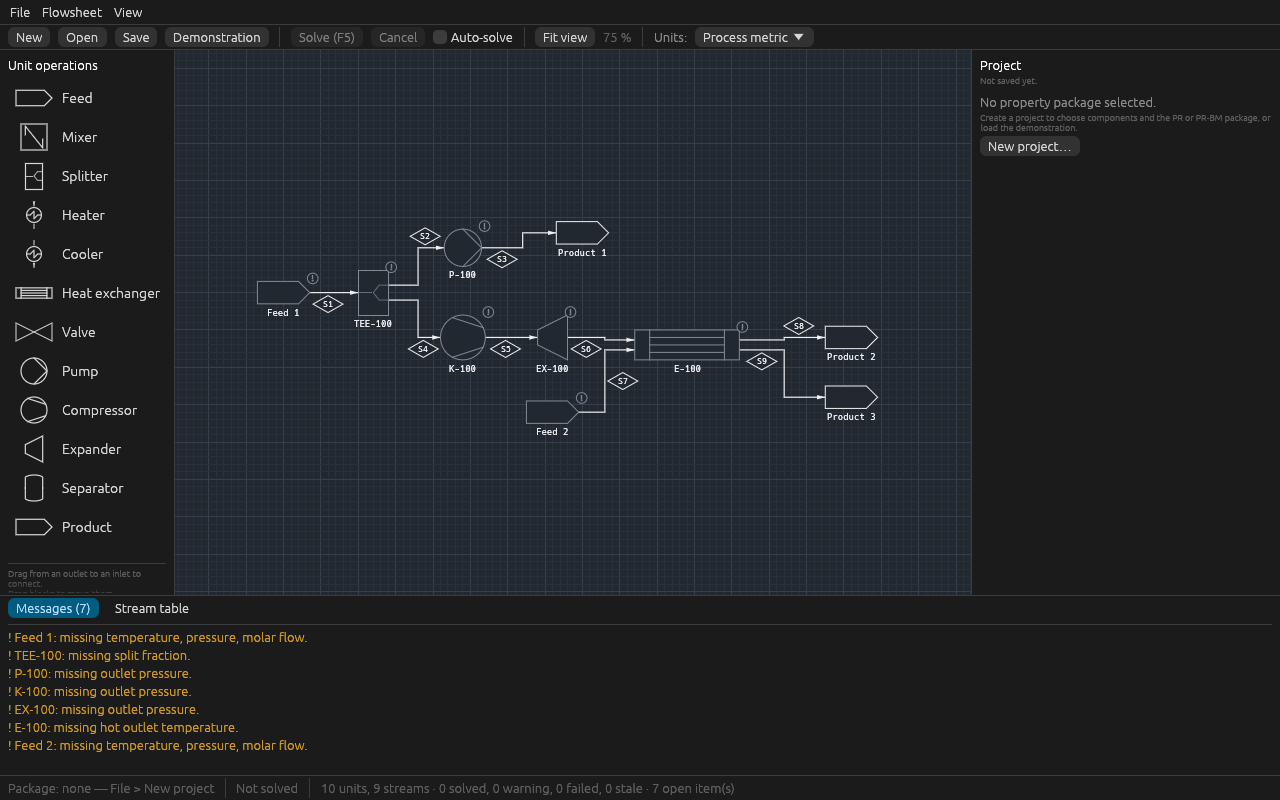 File Flowsheet View
New Open Save Demonstration Solve (F5) Cancel Auto-solve Fit view 75 % Units: Process metric
Unit operations
Feed
Mixer
Splitter
Heater
Cooler
Heat exchanger
Valve
Pump
Compressor
Expander
Separator
Product
Drag from an outlet to an inlet to
connect.
S2
P-100
S3
Product 1
Feed 1
S1
TEE-100
S4
K-100
S5
EX-100
S6
S7
Feed 2
E-100
S8
Product 2
S9
Product 3
Project
Not saved yet.
No property package selected.
Create a project to choose components and the PR or PR-BM package, or
load the demonstration.
New project…
Messages (7) Stream table
! Feed 1: missing temperature, pressure, molar flow.
! TEE-100: missing split fraction.
! P-100: missing outlet pressure.
! K-100: missing outlet pressure.
! EX-100: missing outlet pressure.
! E-100: missing hot outlet temperature.
! Feed 2: missing temperature, pressure, molar flow.
Package: none — File > New project Not solved 10 units, 9 streams · 0 solved, 0 warning, 0 failed, 0 stale · 7 open item(s)